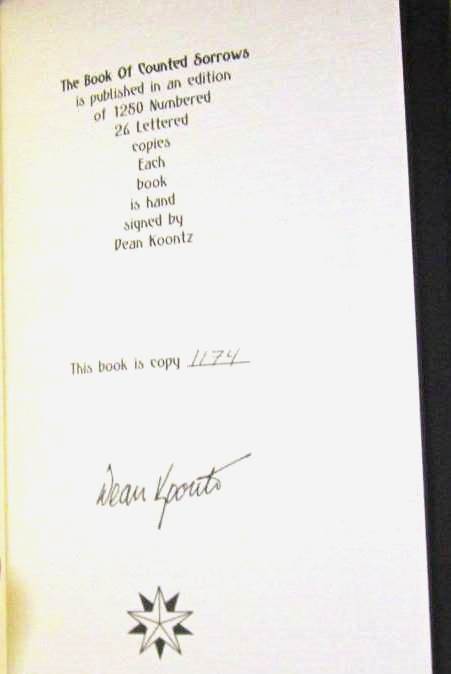 The Book Of Counted Sorrows
is published in an edition
of 1250 Numbered
26 Lettered
copies
Each
book
is hand
signed by
Dean Koontz
This book is copy 1174
Dean Koontz